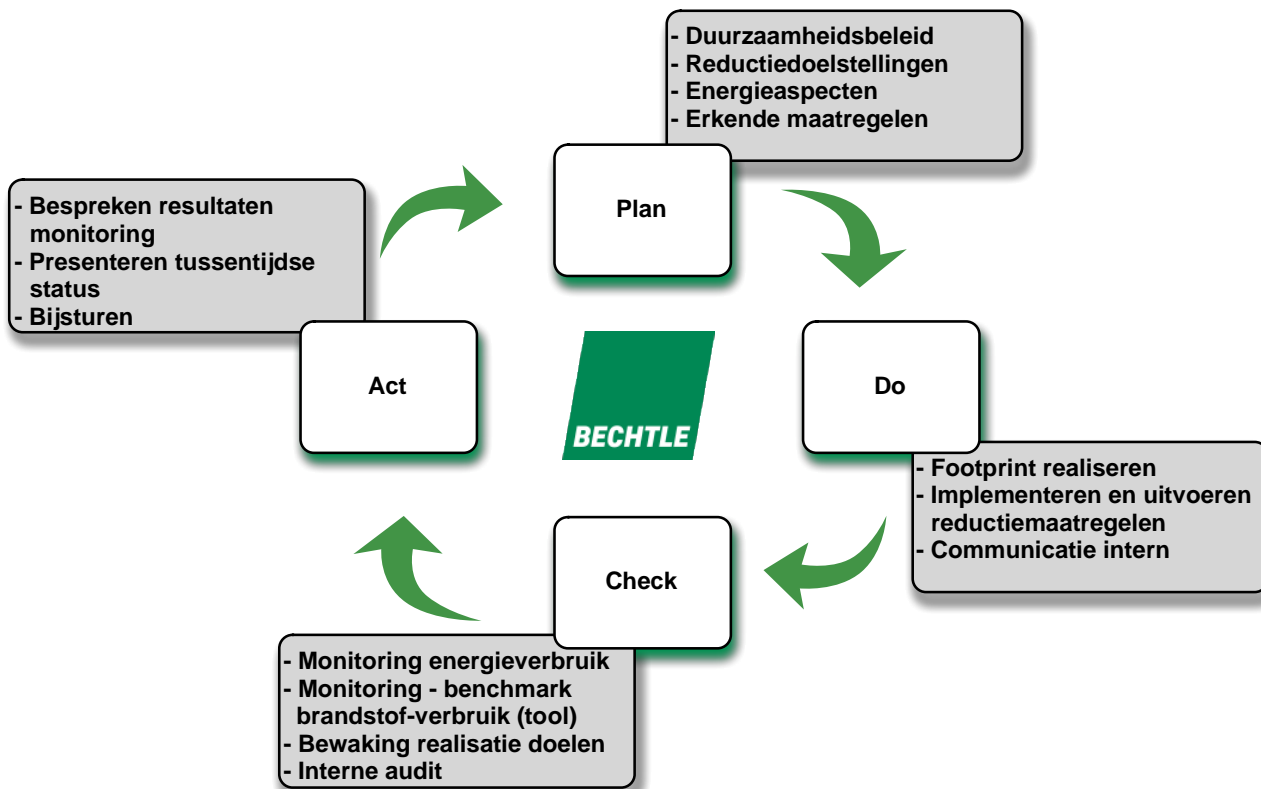 - Duurzaamheidsbeleid
- Reductiedoelstellingen
- Energieaspecten
- Erkende maatregelen
Plan
- Bespreken resultaten
monitoring
- Presenteren tussentijdse
status
- Bijsturen
Act
BECHTLE
Do
- Footprint realiseren
- Implementeren en uitvoeren
reductiemaatregelen
- Communicatie intern
Check
- Monitoring energieverbruik
- Monitoring - benchmark
brandstof-verbruik (tool)
- Bewaking realisatie doelen
- Interne audit